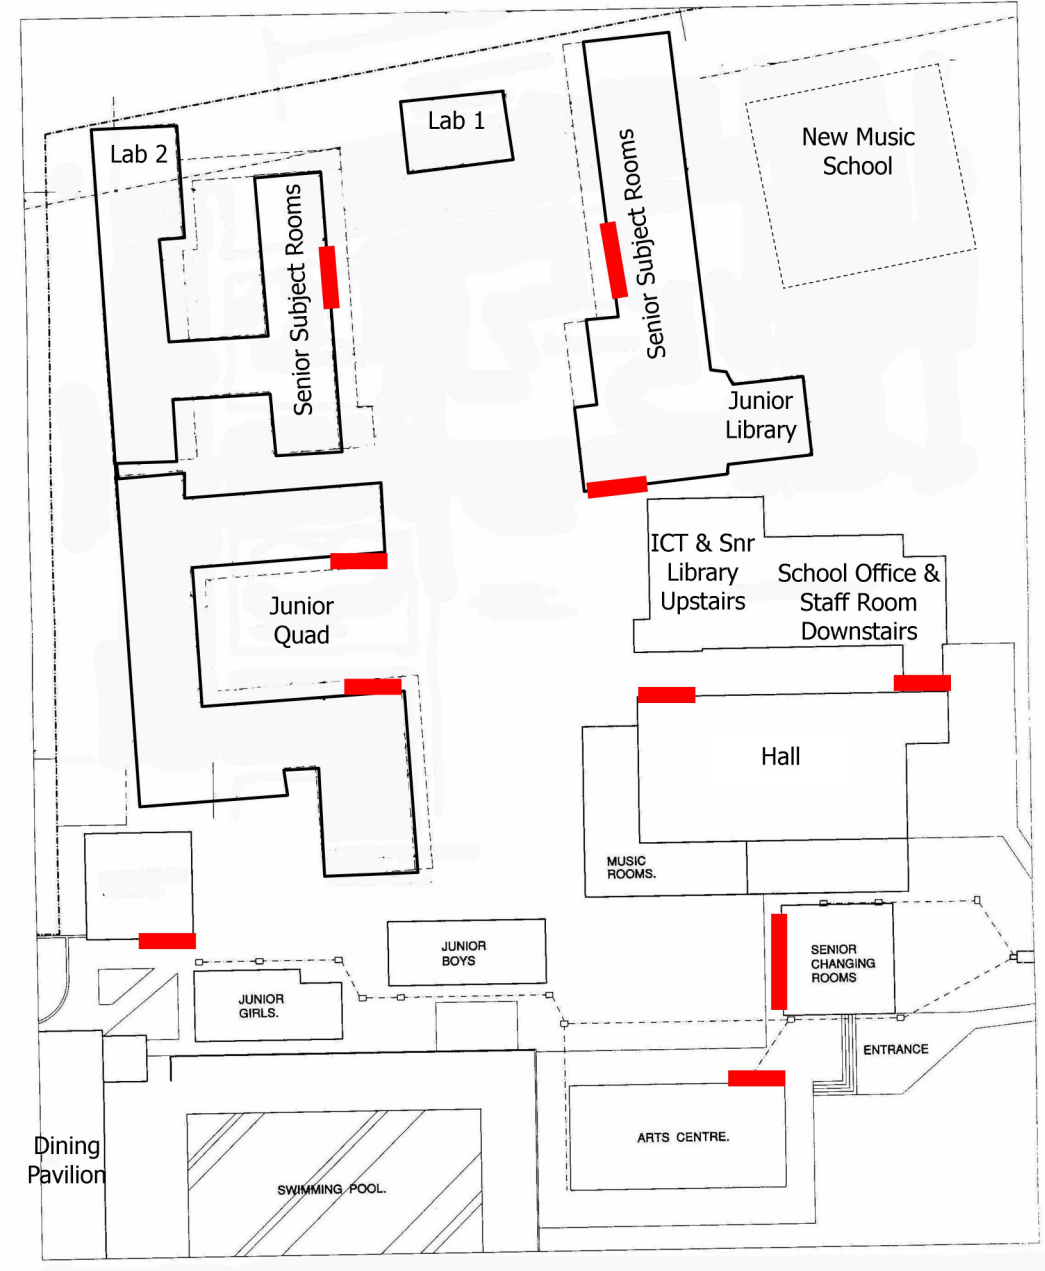 Lab 1
Lab 2
New Music
School
Senior Subject Rooms
Senior Subject Rooms
Junior
Library
ICT & Snr
Library
Upstairs
School Office &
Staff Room
Downstairs
Junior
Quad
Hall
MUSIC
ROOMS.
JUNIOR
BOYS
SENIOR
CHANGING
ROOMS
JUNIOR
GIRLS.
ENTRANCE
ARTS CENTRE.
Dining
Pavilion
SWIMMING POOL.